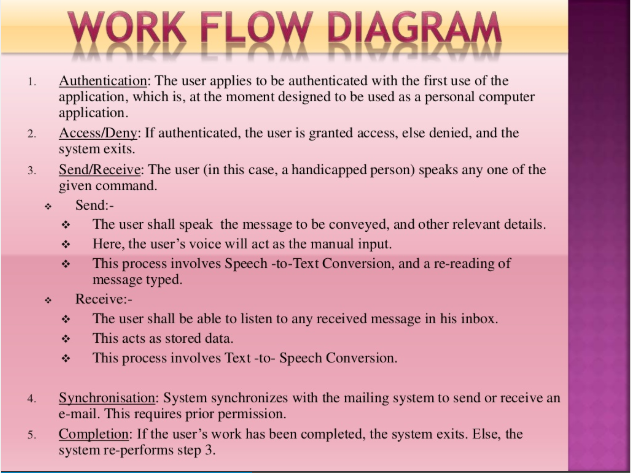 WORK FLOW DIAGRAM
1. Authentication: The user applies to be authenticated with the first use of the
application, which is, at the moment designed to be used as a personal computer
application.
2. Access/Deny: If authenticated, the user is granted access, else denied, and the
system exits.
3. Send/Receive: The user (in this case, a handicapped person) speaks any one of the
given command.
❖ Send:-
❖ The user shall speak the message to be conveyed, and other relevant details.
❖ Here, the user's voice will act as the manual input.
❖ This process involves Speech -to-Text Conversion, and a re-reading of
message typed.
❖ Receive:-
❖ The user shall be able to listen to any received message in his inbox.
❖ This acts as stored data.
❖ This process involves Text -to- Speech Conversion.
4. Synchronisation: System synchronizes with the mailing system to send or receive an
e-mail. This requires prior permission.
5. Completion: If the user's work has been completed, the system exits. Else, the
system re-performs step 3.